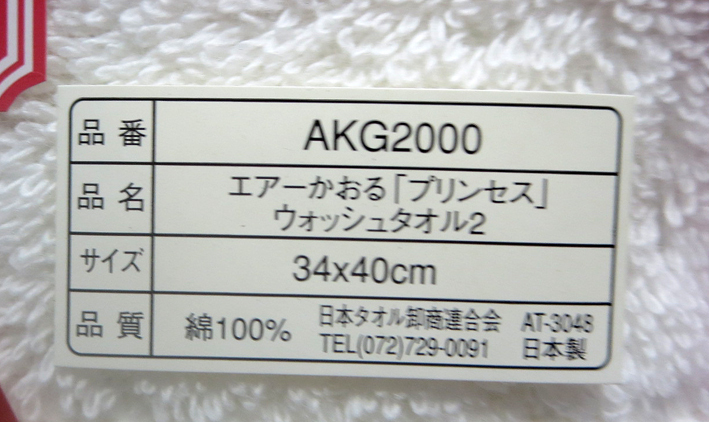 品番 AKG2000
品名 エアーかおる「プリンセス」
ウォッシュタオル2
サイズ 34x40cm
品質 綿100% 日本タオル卸商連合会 AT-3048
TEL(072)729-0091 日本製